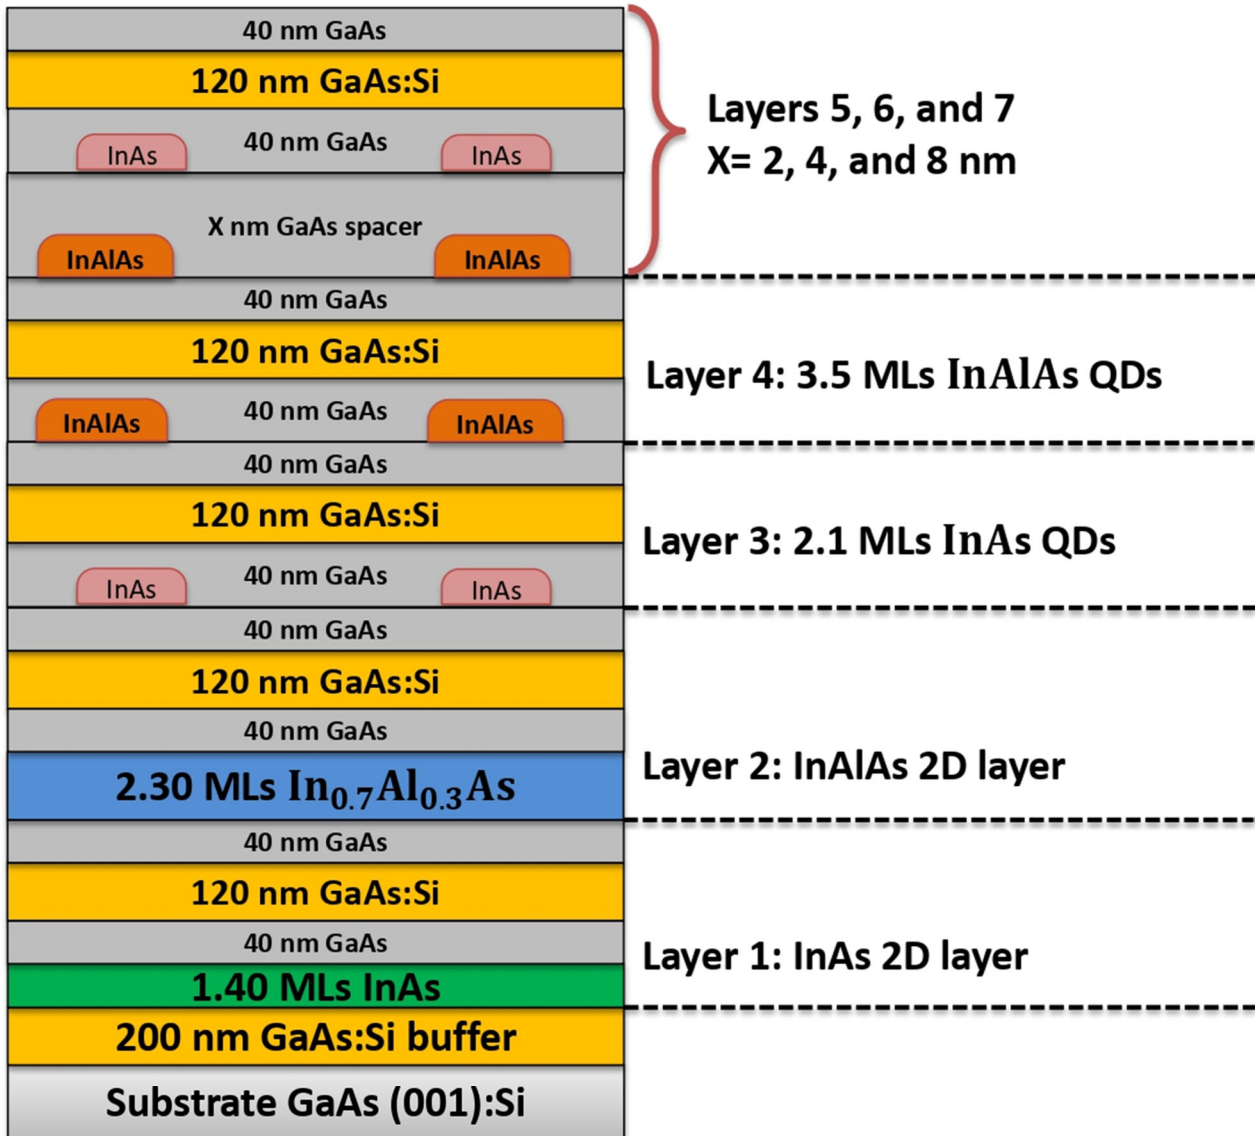 40 nm GaAs
120 nm GaAs:Si
InAs 40 nm GaAs InAs
X nm GaAs spacer
InAlAs InAlAs
Layers 5, 6, and 7
X= 2, 4, and 8 nm
40 nm GaAs
120 nm GaAs:Si
InAlAs 40 nm GaAs InAlAs
Layer 4: 3.5 MLs InAlAs QDs
40 nm GaAs
120 nm GaAs:Si
InAs 40 nm GaAs InAs
Layer 3: 2.1 MLs InAs QDs
40 nm GaAs
120 nm GaAs:Si
40 nm GaAs
2.30 MLs In₀.₇Al₀.₃As
Layer 2: InAlAs 2D layer
40 nm GaAs
120 nm GaAs:Si
40 nm GaAs
1.40 MLs InAs
Layer 1: InAs 2D layer
200 nm GaAs:Si buffer
Substrate GaAs (001):Si